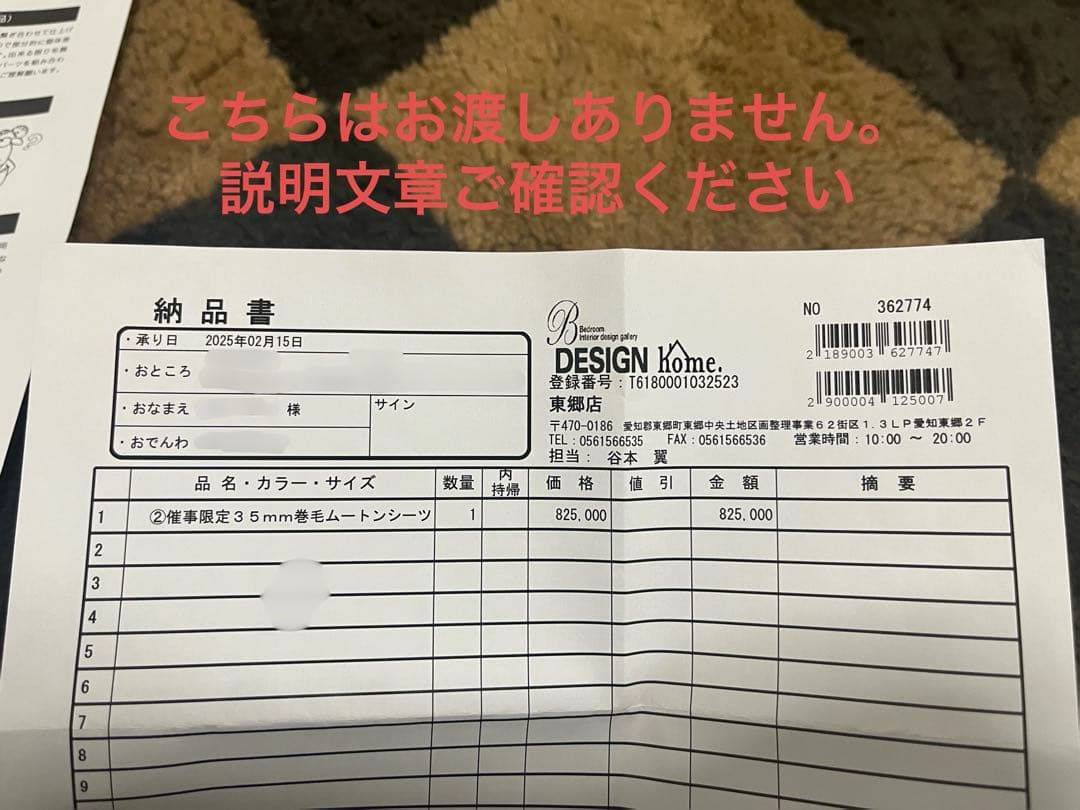 こちらはお渡しありません。
説明文章ご確認ください
納品書
・承り日 2025年02月15日
・おところ
・おなまえ 様
サイン
・おでんわ
B Bedroom
Interior design gallery
DESIGN home.
登録番号:T6180001032523
東郷店
〒470-0186 愛知郡東郷町東郷中央土地区画整理事業62街区1.3LP愛知東郷2F
TEL:0561566535 FAX:0561566536 営業時間:10:00 ～ 20:00
担当: 谷本 翼
NO 362774
2 189003 627747
2 900004 125007
品名・カラー・サイズ 数量 内持帰 価格 値引 金額 摘要
1 ②催事限定35mm巻毛ムートンシーツ 1 825,000 825,000
2
3
4
5
6
7
8
9